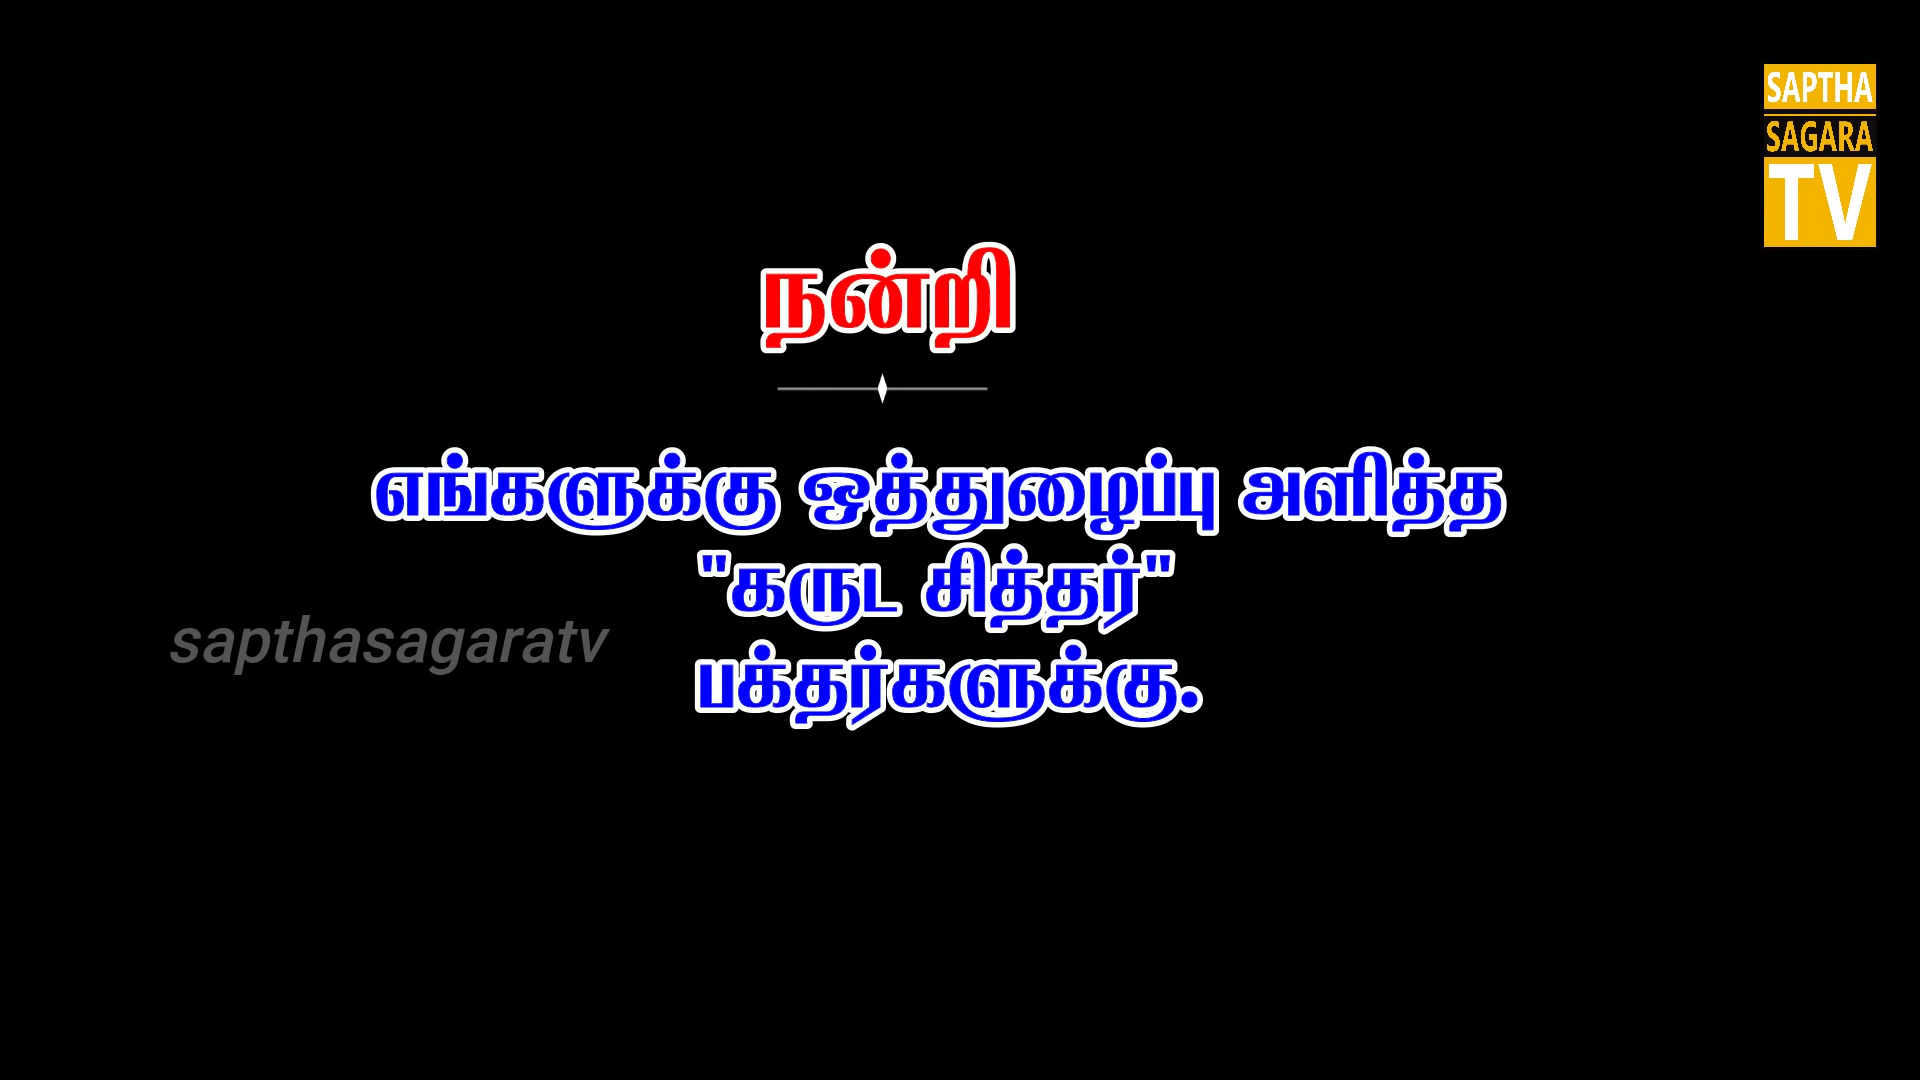 SAPTHA
SAGARA
TV
நன்றி
எங்களுக்கு ஒத்துழைப்பு அளித்த
"கருட சித்தர்"
sapthasagaratv
பக்தர்களுக்கு.